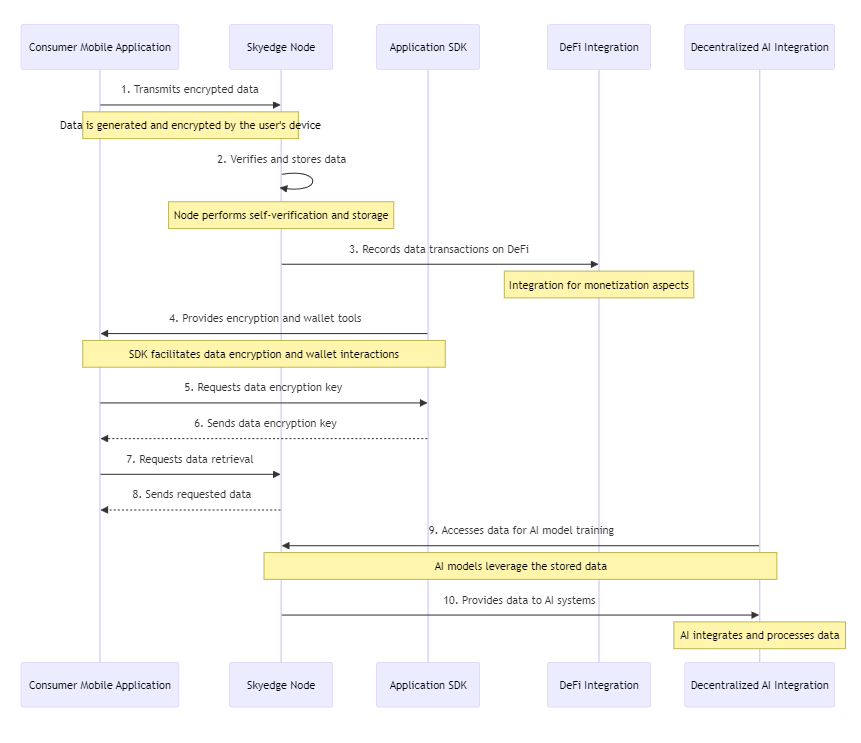 Consumer Mobile Application
Skyedge Node
Application SDK
DeFi Integration
Decentralized AI Integration
1. Transmits encrypted data
Data is generated and encrypted by the user's device
2. Verifies and stores data
Node performs self-verification and storage
3. Records data transactions on DeFi
Integration for monetization aspects
4. Provides encryption and wallet tools
SDK facilitates data encryption and wallet interactions
5. Requests data encryption key
6. Sends data encryption key
7. Requests data retrieval
8. Sends requested data
9. Accesses data for AI model training
AI models leverage the stored data
10. Provides data to AI systems
AI integrates and processes data
Consumer Mobile Application
Skyedge Node
Application SDK
DeFi Integration
Decentralized AI Integration